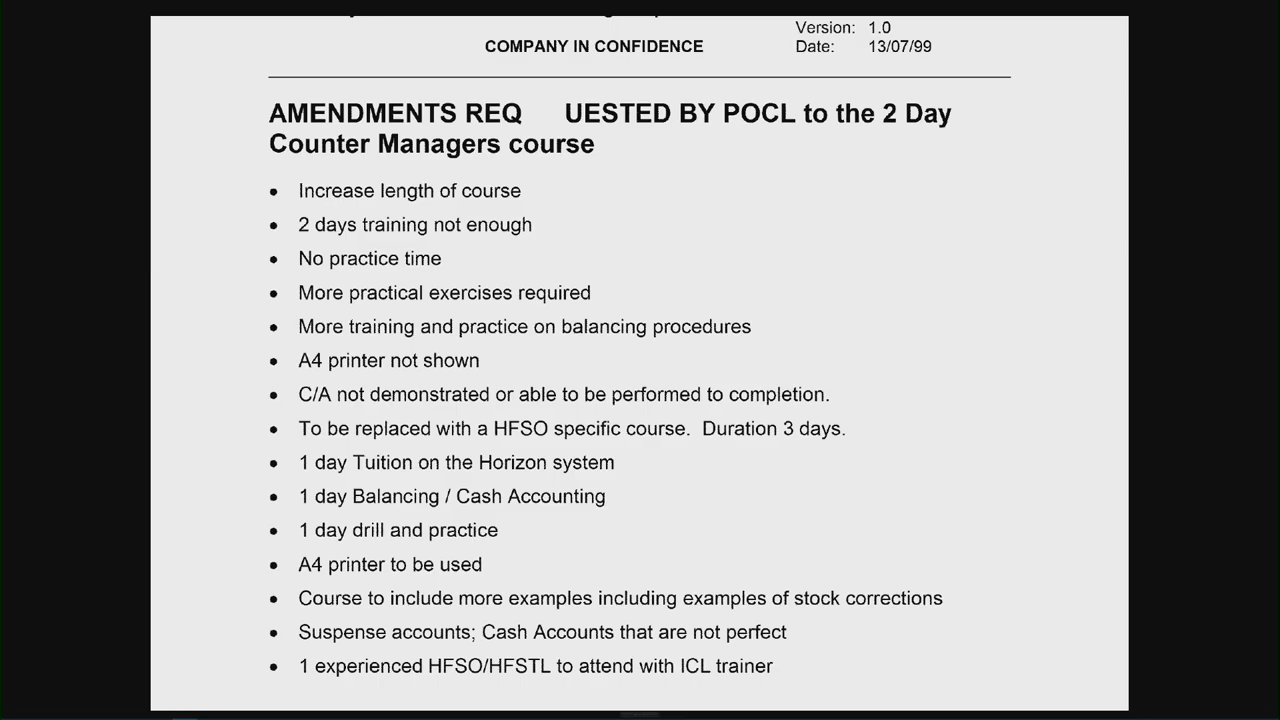 Version: 1.0
COMPANY IN CONFIDENCE Date: 13/07/99
AMENDMENTS REQ UESTED BY POCL to the 2 Day
Counter Managers course
• Increase length of course
• 2 days training not enough
• No practice time
• More practical exercises required
• More training and practice on balancing procedures
• A4 printer not shown
• C/A not demonstrated or able to be performed to completion.
• To be replaced with a HFSO specific course. Duration 3 days.
• 1 day Tuition on the Horizon system
• 1 day Balancing / Cash Accounting
• 1 day drill and practice
• A4 printer to be used
• Course to include more examples including examples of stock corrections
• Suspense accounts; Cash Accounts that are not perfect
• 1 experienced HFSO/HFSTL to attend with ICL trainer